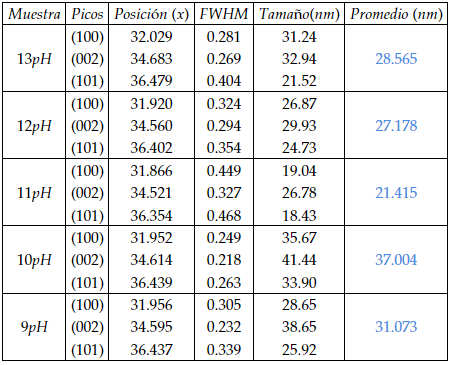 Muestra Picos Posición (x) FWHM Tamaño(nm) Promedio (nm)
(100) 32.029 0.281 31.24
13pH (002) 34.683 0.269 32.94 28.565
(101) 36.479 0.404 21.52
(100) 31.920 0.324 26.87
12pH (002) 34.560 0.294 29.93 27.178
(101) 36.402 0.354 24.73
(100) 31.866 0.449 19.04
11pH (002) 34.521 0.327 26.78 21.415
(101) 36.354 0.468 18.43
(100) 31.952 0.249 35.67
10pH (002) 34.614 0.218 41.44 37.004
(101) 36.439 0.263 33.90
(100) 31.956 0.305 28.65
9pH (002) 34.595 0.232 38.65 31.073
(101) 36.437 0.339 25.92